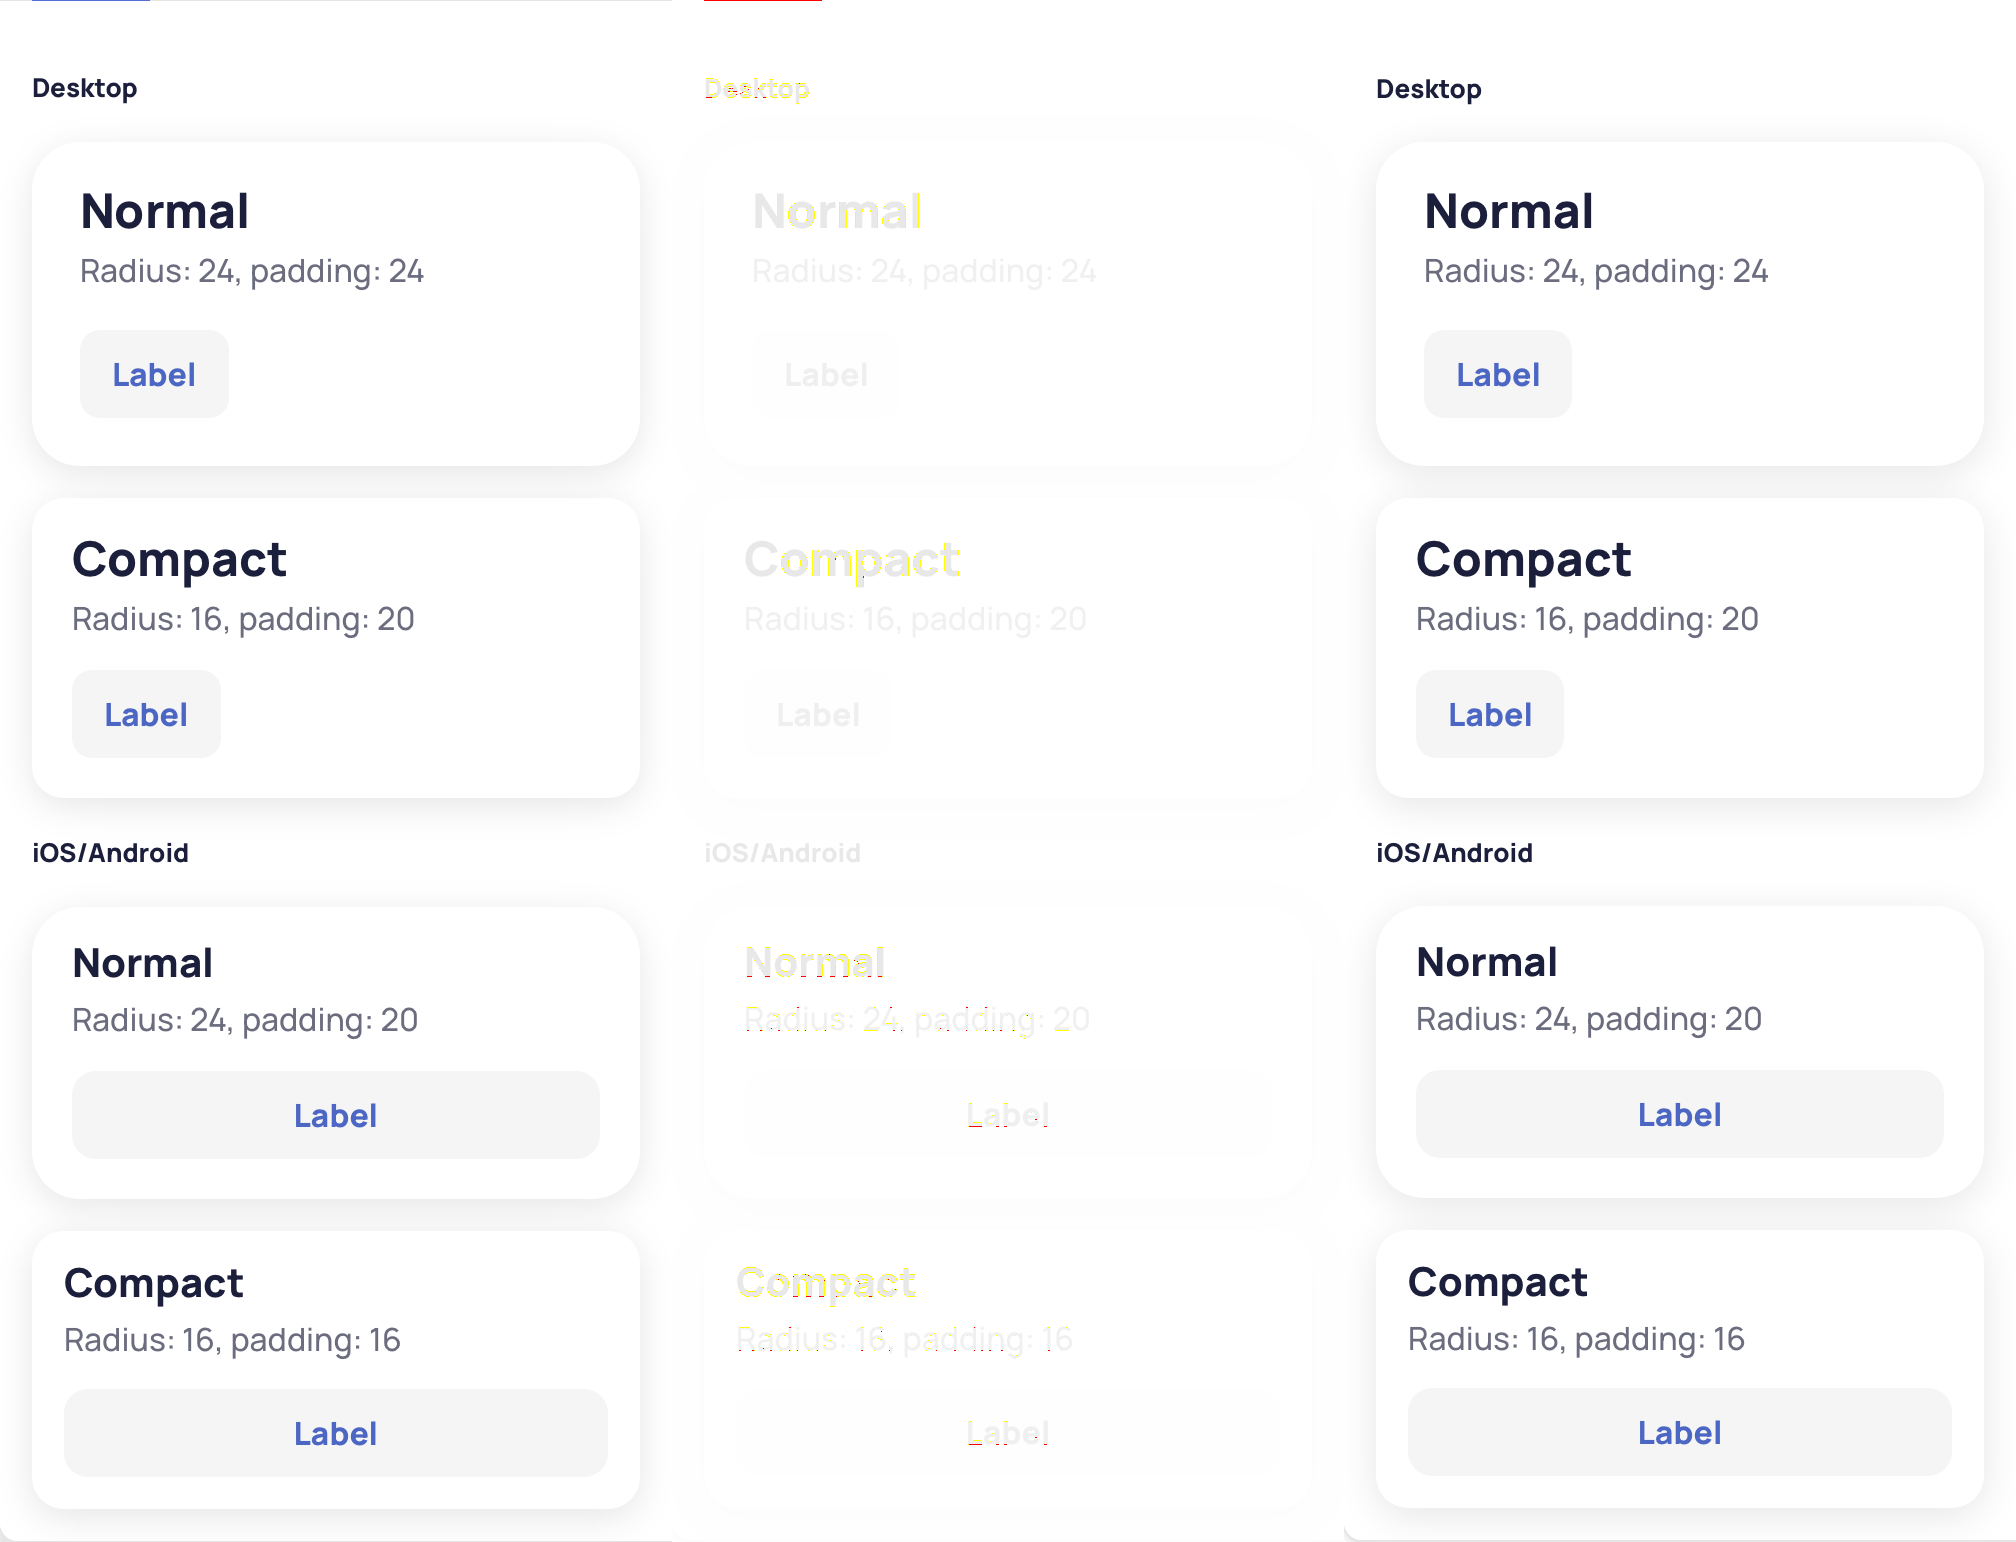 Desktop
Normal
Radius: 24, padding: 24
Label
Compact
Radius: 16, padding: 20
Label
iOS/Android
Normal
Radius: 24, padding: 20
Label
Compact
Radius: 16, padding: 16
Label
Desktop
Normal
Radius: 24, padding: 24
Label
Compact
Radius: 16, padding: 20
Label
iOS/Android
Normal
Radius: 24, padding: 20
Label
Compact
Radius: 16, padding: 16
Label
Desktop
Normal
Radius: 24, padding: 24
Label
Compact
Radius: 16, padding: 20
Label
iOS/Android
Normal
Radius: 24, padding: 20
Label
Compact
Radius: 16, padding: 16
Label